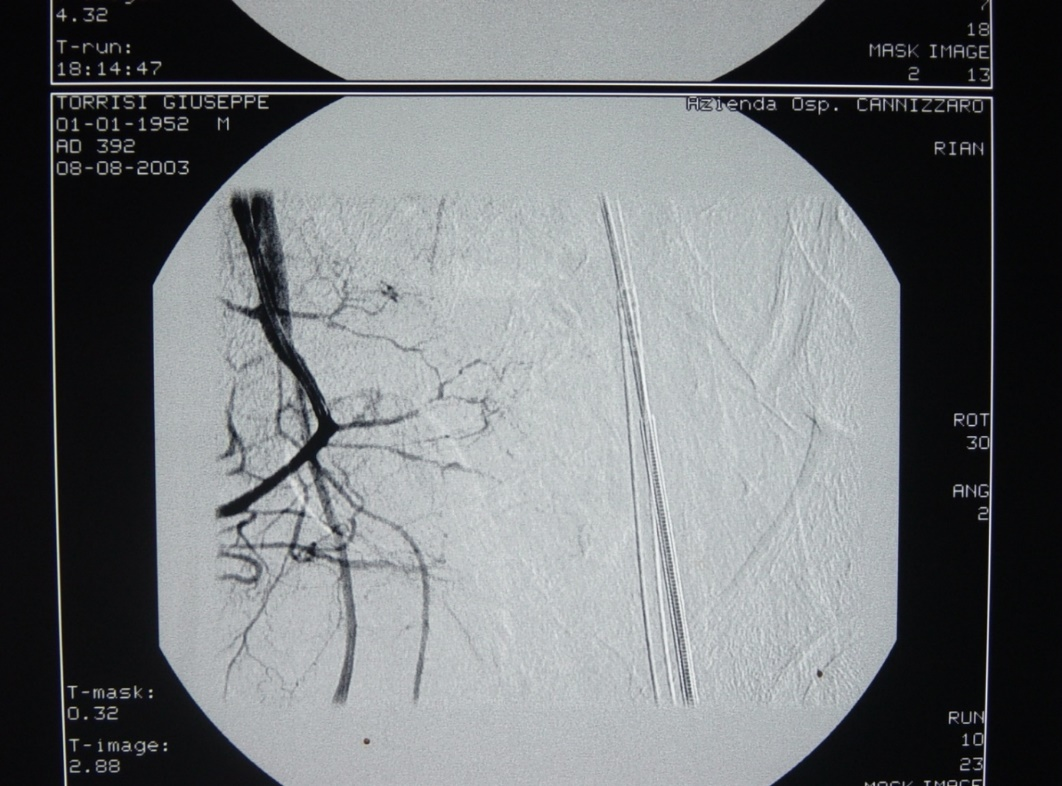 4.32
T-run:
18:14:47
18
MASK IMAGE
2 13
TORRISI GIUSEPPE
01-01-1952 M
AD 392
08-08-2003
Azienda Osp. CANNIZZARO
RIAN
ROT
30
ANG
2
T-mask:
0.32
T-image:
2.88
RUN
10
23
MASK IMAGE